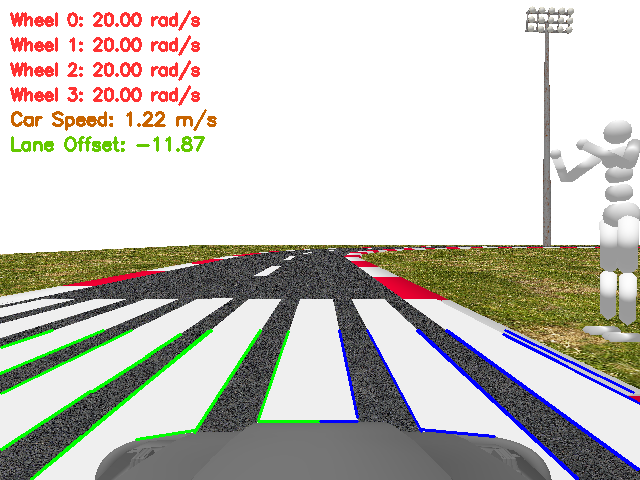 Wheel 0: 20.00 rad/s
Wheel 1: 20.00 rad/s
Wheel 2: 20.00 rad/s
Wheel 3: 20.00 rad/s
Car Speed: 1.22 m/s
Lane Offset: -11.87